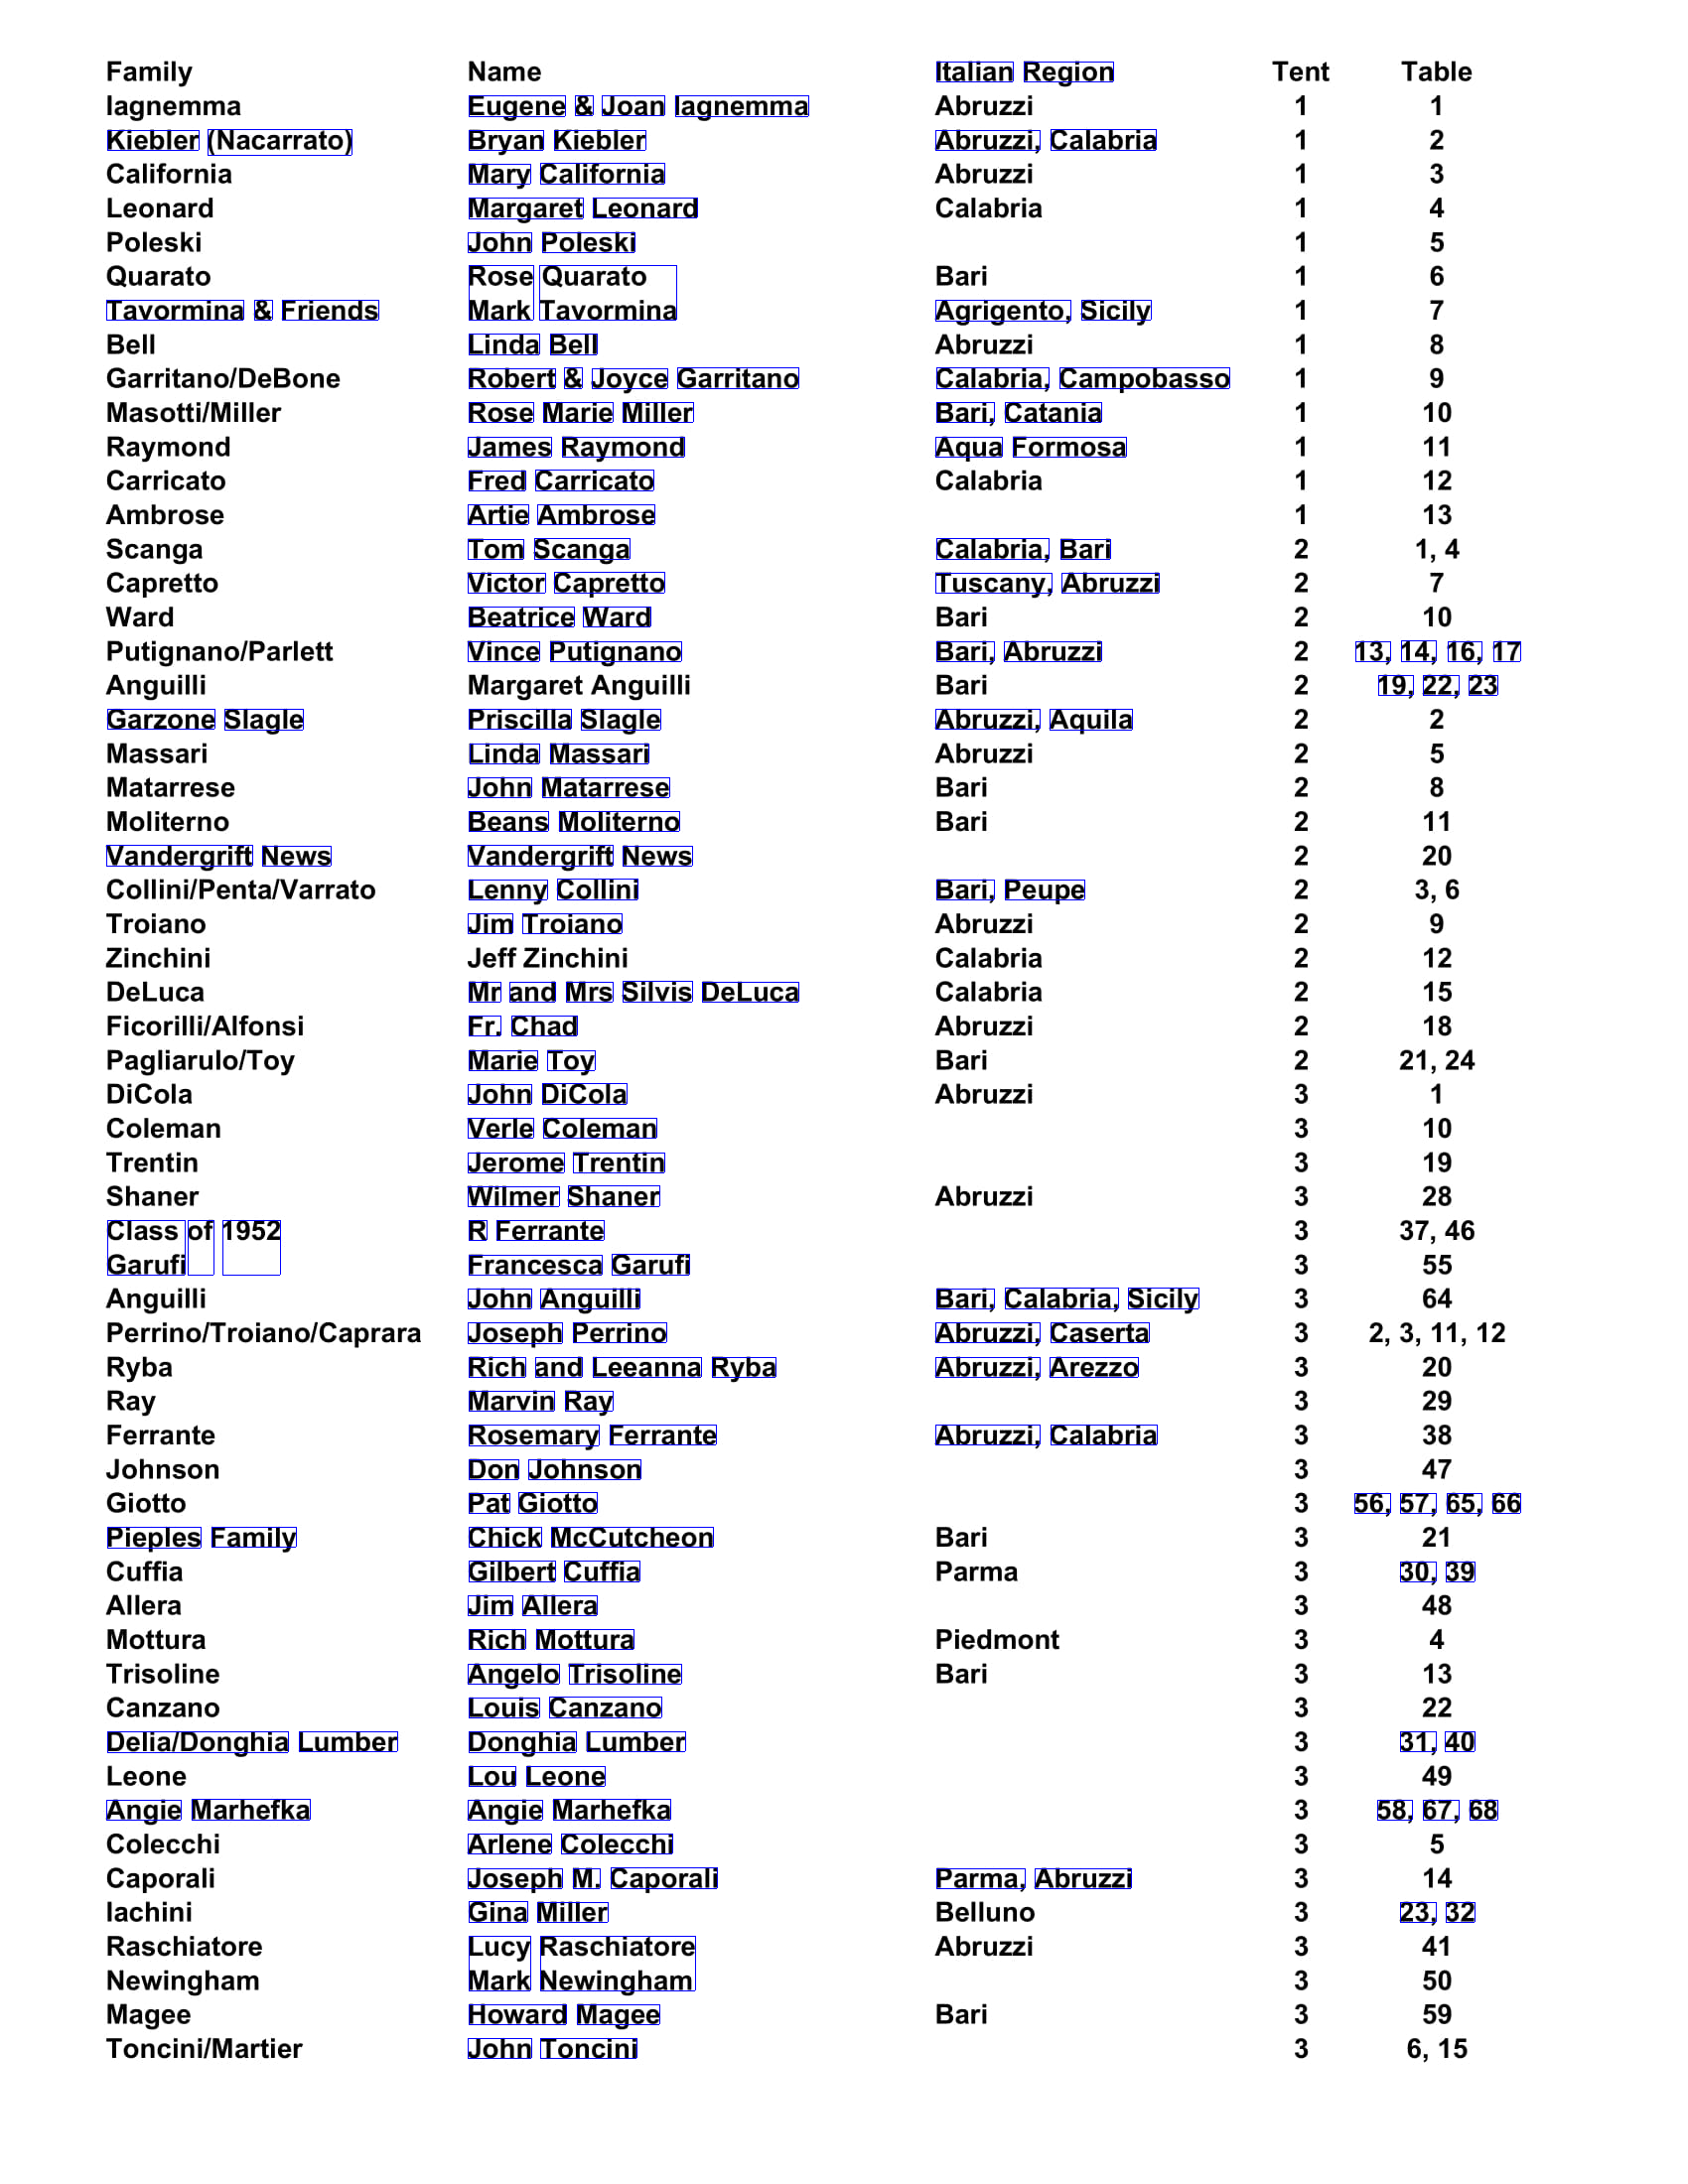 Family Name Italian Region Tent Table
Iagnemma Eugene & Joan Iagnemma Abruzzi 1 1
Kiebler (Nacarrato) Bryan Kiebler Abruzzi, Calabria 1 2
California Mary California Abruzzi 1 3
Leonard Margaret Leonard Calabria 1 4
Poleski John Poleski 1 5
Quarato Rose Quarato Bari 1 6
Tavormina & Friends Mark Tavormina Agrigento, Sicily 1 7
Bell Linda Bell Abruzzi 1 8
Garritano/DeBone Robert & Joyce Garritano Calabria, Campobasso 1 9
Masotti/Miller Rose Marie Miller Bari, Catania 1 10
Raymond James Raymond Aqua Formosa 1 11
Carricato Fred Carricato Calabria 1 12
Ambrose Artie Ambrose 1 13
Scanga Tom Scanga Calabria, Bari 2 1, 4
Capretto Victor Capretto Tuscany, Abruzzi 2 7
Ward Beatrice Ward Bari 2 10
Putignano/Parlett Vince Putignano Bari, Abruzzi 2 13, 14, 16, 17
Anguilli Margaret Anguilli Bari 2 19, 22, 23
Garzone Slagle Priscilla Slagle Abruzzi, Aquila 2 2
Massari Linda Massari Abruzzi 2 5
Matarrese John Matarrese Bari 2 8
Moliterno Beans Moliterno Bari 2 11
Vandergrift News Vandergrift News 2 20
Collini/Penta/Varrato Lenny Collini Bari, Peupe 2 3, 6
Troiano Jim Troiano Abruzzi 2 9
Zinchini Jeff Zinchini Calabria 2 12
DeLuca Mr and Mrs Silvis DeLuca Calabria 2 15
Ficorilli/Alfonsi Fr. Chad Abruzzi 2 18
Pagliarulo/Toy Marie Toy Bari 2 21, 24
DiCola John DiCola Abruzzi 3 1
Coleman Verle Coleman 3 10
Trentin Jerome Trentin 3 19
Shaner Wilmer Shaner Abruzzi 3 28
Class of 1952 R Ferrante 3 37, 46
Garufi Francesca Garufi 3 55
Anguilli John Anguilli Bari, Calabria, Sicily 3 64
Perrino/Troiano/Caprara Joseph Perrino Abruzzi, Caserta 3 2, 3, 11, 12
Ryba Rich and Leeanna Ryba Abruzzi, Arezzo 3 20
Ray Marvin Ray 3 29
Ferrante Rosemary Ferrante Abruzzi, Calabria 3 38
Johnson Don Johnson 3 47
Giotto Pat Giotto 3 56, 57, 65, 66
Pieples Family Chick McCutcheon Bari 3 21
Cuffia Gilbert Cuffia Parma 3 30, 39
Allera Jim Allera 3 48
Mottura Rich Mottura Piedmont 3 4
Trisoline Angelo Trisoline Bari 3 13
Canzano Louis Canzano 3 22
Delia/Donghia Lumber Donghia Lumber 3 31, 40
Leone Lou Leone 3 49
Angie Marhefka Angie Marhefka 3 58, 67, 68
Colecchi Arlene Colecchi 3 5
Caporali Joseph M. Caporali Parma, Abruzzi 3 14
Iachini Gina Miller Belluno 3 23, 32
Raschiatore Lucy Raschiatore Abruzzi 3 41
Newingham Mark Newingham 3 50
Magee Howard Magee Bari 3 59
Toncini/Martier John Toncini 3 6, 15